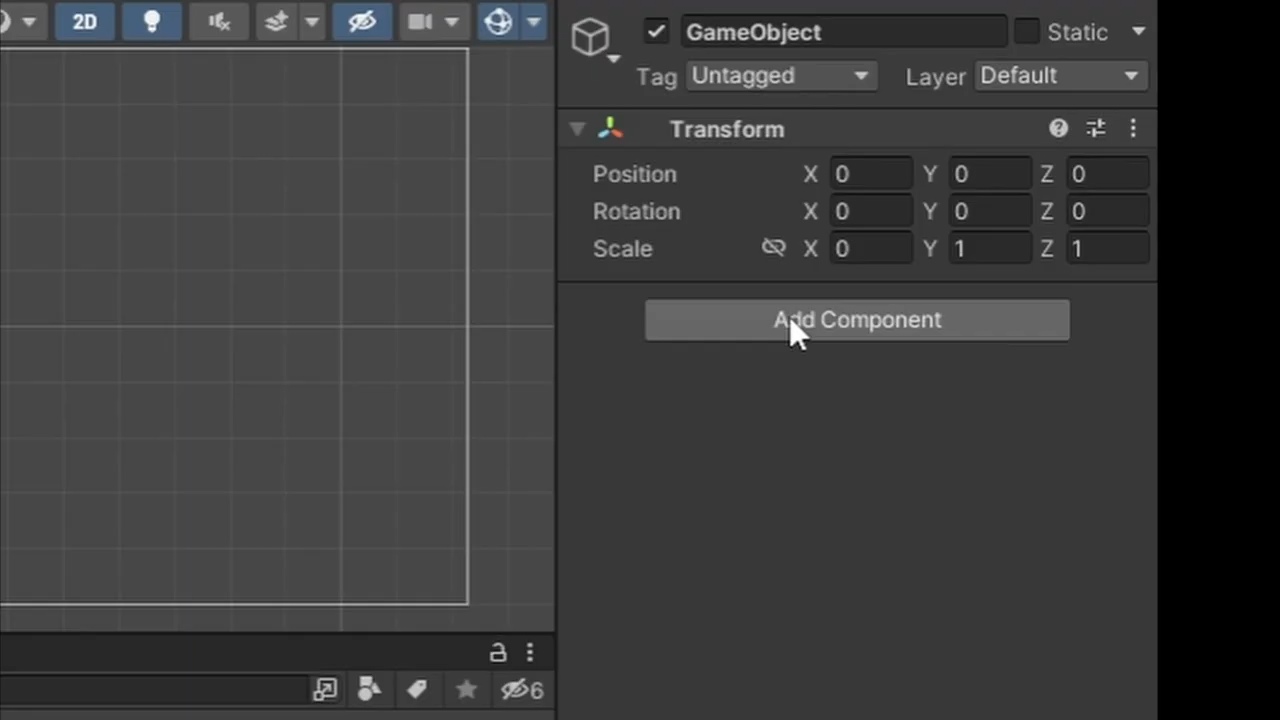 2D
GameObject
Static
Tag Untagged Layer Default
Transform
Position X 0 Y 0 Z 0
Rotation X 0 Y 0 Z 0
Scale X 0 Y 1 Z 1
Add Component
6